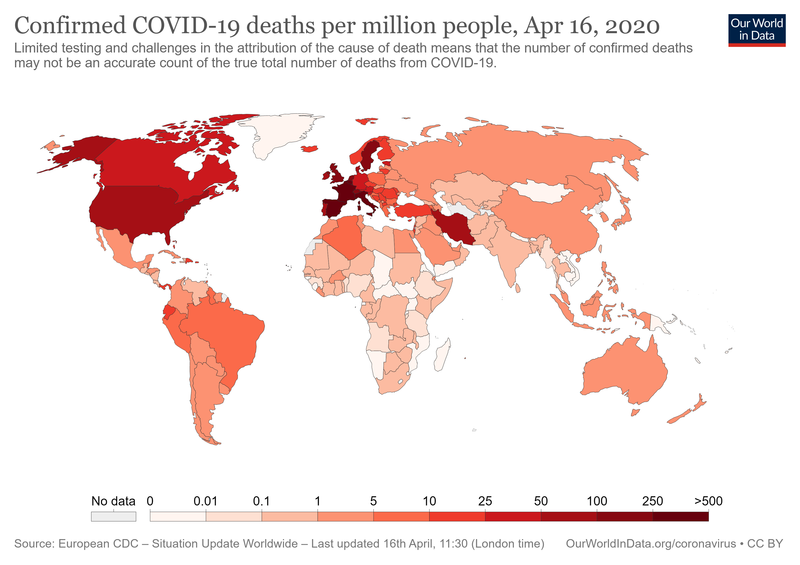 Confirmed COVID-19 deaths per million people, Apr 16, 2020
Our World
in Data
Limited testing and challenges in the attribution of the cause of death means that the number of confirmed deaths
may not be an accurate count of the true total number of deaths from COVID-19.
No data 0 0.01 0.1 1 5 10 25 50 100 250 >500
Source: European CDC – Situation Update Worldwide – Last updated 16th April, 11:30 (London time) OurWorldInData.org/coronavirus • CC BY